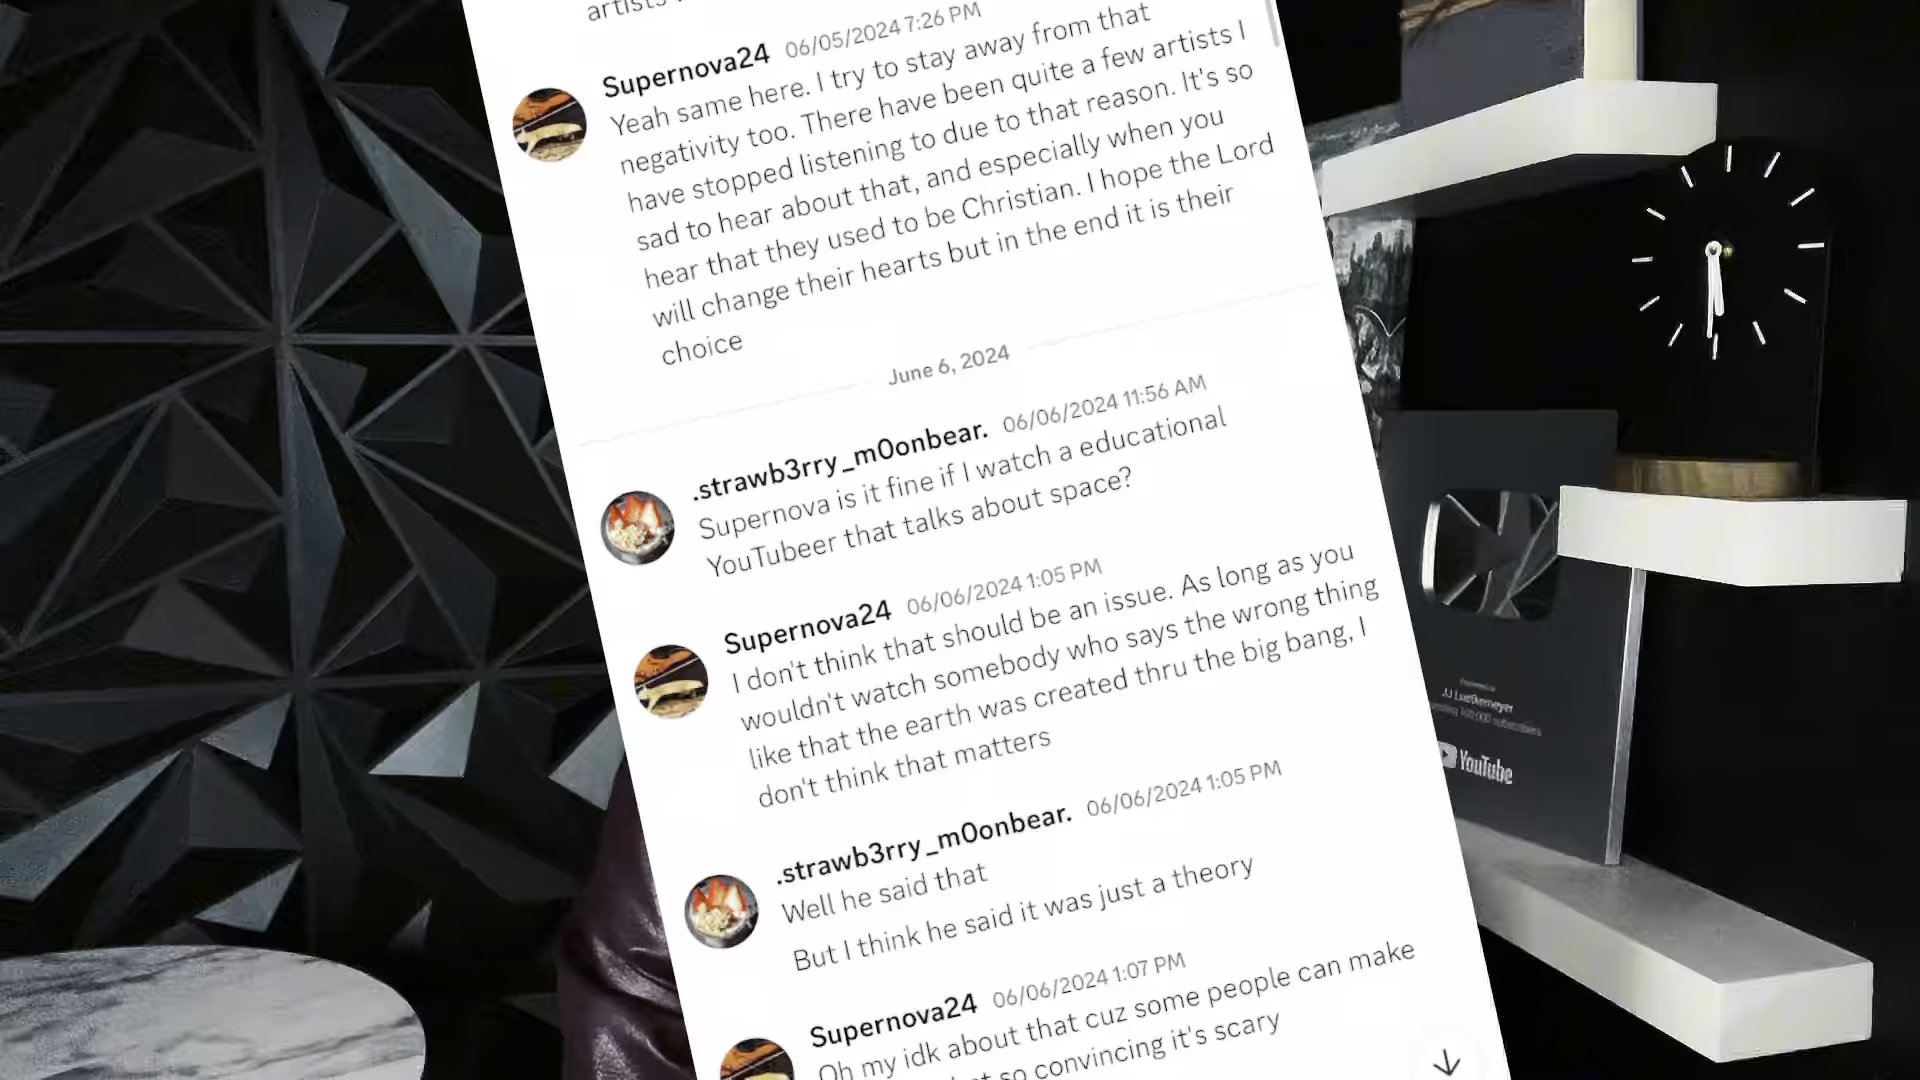 artists
Supernova24 06/05/2024 7:26 PM
Yeah same here. I try to stay away from that
negativity too. There have been quite a few artists I
have stopped listening to due to that reason. It's so
sad to hear about that, and especially when you
hear that they used to be Christian. I hope the Lord
will change their hearts but in the end it is their
choice
June 6, 2024
.strawb3rry_m0onbear. 06/06/2024 11:56 AM
Supernova is it fine if I watch a educational
YouTubeer that talks about space?
Supernova24 06/06/2024 1:05 PM
I don't think that should be an issue. As long as you
wouldn't watch somebody who says the wrong thing
like that the earth was created thru the big bang, I
don't think that matters
.strawb3rry_m0onbear. 06/06/2024 1:05 PM
Well he said that
But I think he said it was just a theory
Supernova24 06/06/2024 1:07 PM
Oh my idk about that cuz some people can make
so convincing it's scary
JJ Luetkemeyer
100,000 subscribers
YouTube